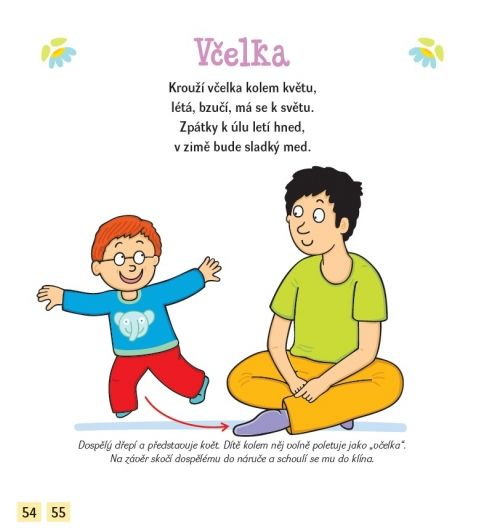 Včelka
Krouží včelka kolem květu,
létá, bzučí, má se k světu.
Zpátky k úlu letí hned,
v zimě bude sladký med.
Dospělý dřepí a představuje květ. Dítě kolem něj volně poletuje jako „včelka“.
Na závěr skočí dospělému do náruče a schoulí se mu do klína.
54 55